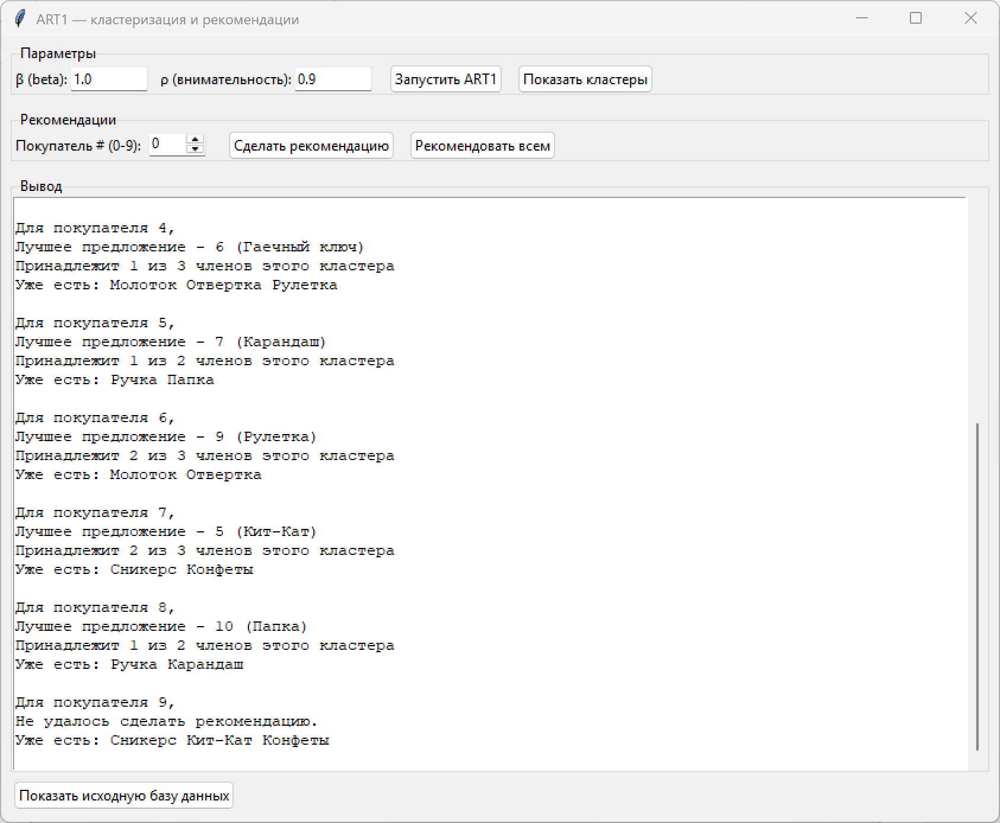 ART1 — кластеризация и рекомендации
Параметры
β (beta): 1.0 ρ (внимательность): 0.9 Запустить ART1 Показать кластеры
Рекомендации
Покупатель # (0-9): 0 Сделать рекомендацию Рекомендовать всем
Вывод
Для покупателя 4,
Лучшее предложение - 6 (Гаечный ключ)
Принадлежит 1 из 3 членов этого кластера
Уже есть: Молоток Отвертка Рулетка
Для покупателя 5,
Лучшее предложение - 7 (Карандаш)
Принадлежит 1 из 2 членов этого кластера
Уже есть: Ручка Папка
Для покупателя 6,
Лучшее предложение - 9 (Рулетка)
Принадлежит 2 из 3 членов этого кластера
Уже есть: Молоток Отвертка
Для покупателя 7,
Лучшее предложение - 5 (Кит-Кат)
Принадлежит 2 из 3 членов этого кластера
Уже есть: Сникерс Конфеты
Для покупателя 8,
Лучшее предложение - 10 (Папка)
Принадлежит 1 из 2 членов этого кластера
Уже есть: Ручка Карандаш
Для покупателя 9,
Не удалось сделать рекомендацию.
Уже есть: Сникерс Кит-Кат Конфеты
Показать исходную базу данных